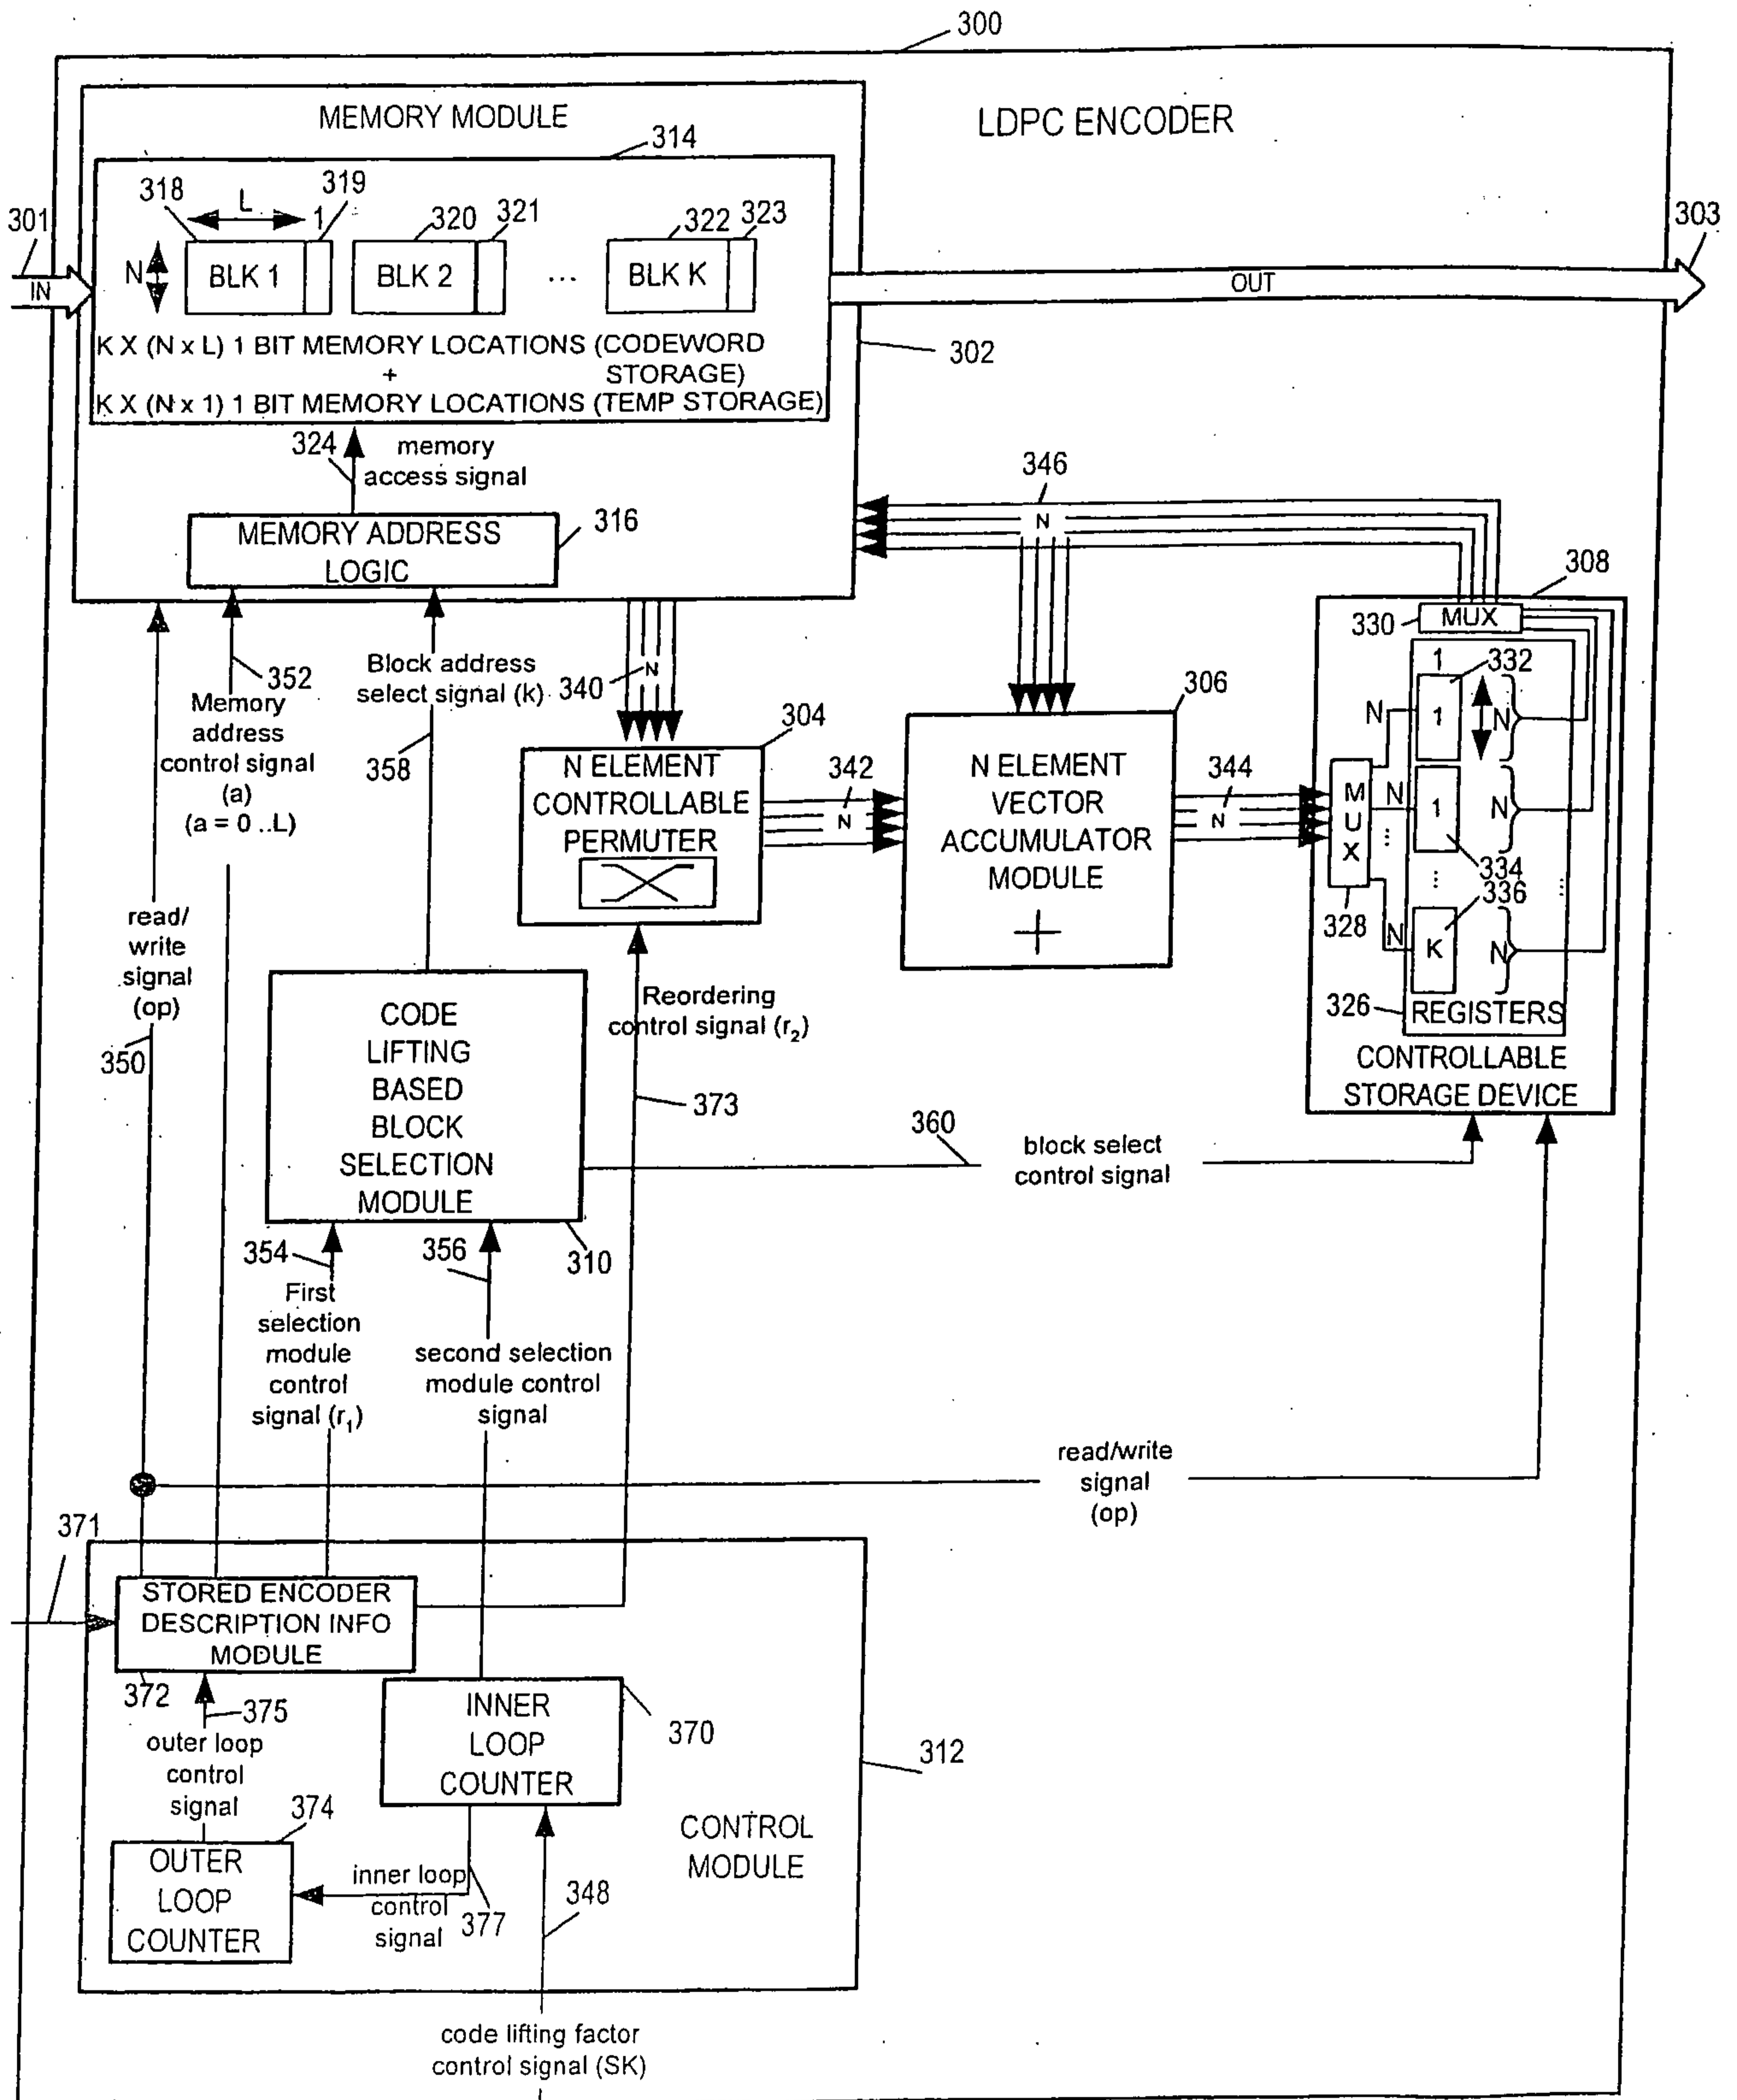 300
MEMORY MODULE
LDPC ENCODER
314
318
L
319
1
320
321
322
323
301
303
N
BLK 1
BLK 2
...
BLK K
IN
OUT
K X (N x L) 1 BIT MEMORY LOCATIONS (CODEWORD
STORAGE)
+
K X (N x 1) 1 BIT MEMORY LOCATIONS (TEMP STORAGE)
302
324
memory
access signal
346
N
MEMORY ADDRESS
LOGIC
316
308
330
MUX
352
Memory
address
control signal
(a)
(a = 0 ..L)
Block address
select signal (k)
358
340
N
304
306
1
332
N
1
N
N ELEMENT
CONTROLLABLE
PERMUTER
342
N
N ELEMENT
VECTOR
ACCUMULATOR
MODULE
+
344
N
M
U
X
328
N
1
N
334
⋮
⋮
⋮
336
N
K
N
326
REGISTERS
CONTROLLABLE
STORAGE DEVICE
read/
write
signal
(op)
350
CODE
LIFTING
BASED
BLOCK
SELECTION
MODULE
Reordering
control signal (r₂)
373
360
block select
control signal
354
356
310
First
selection
module
control
signal (r₁)
second selection
module control
signal
read/write
signal
(op)
371
STORED ENCODER
DESCRIPTION INFO
MODULE
372
375
outer loop
control
signal
INNER
LOOP
COUNTER
370
312
374
OUTER
LOOP
COUNTER
inner loop
control
signal
377
348
CONTROL
MODULE
code lifting factor
control signal (SK)